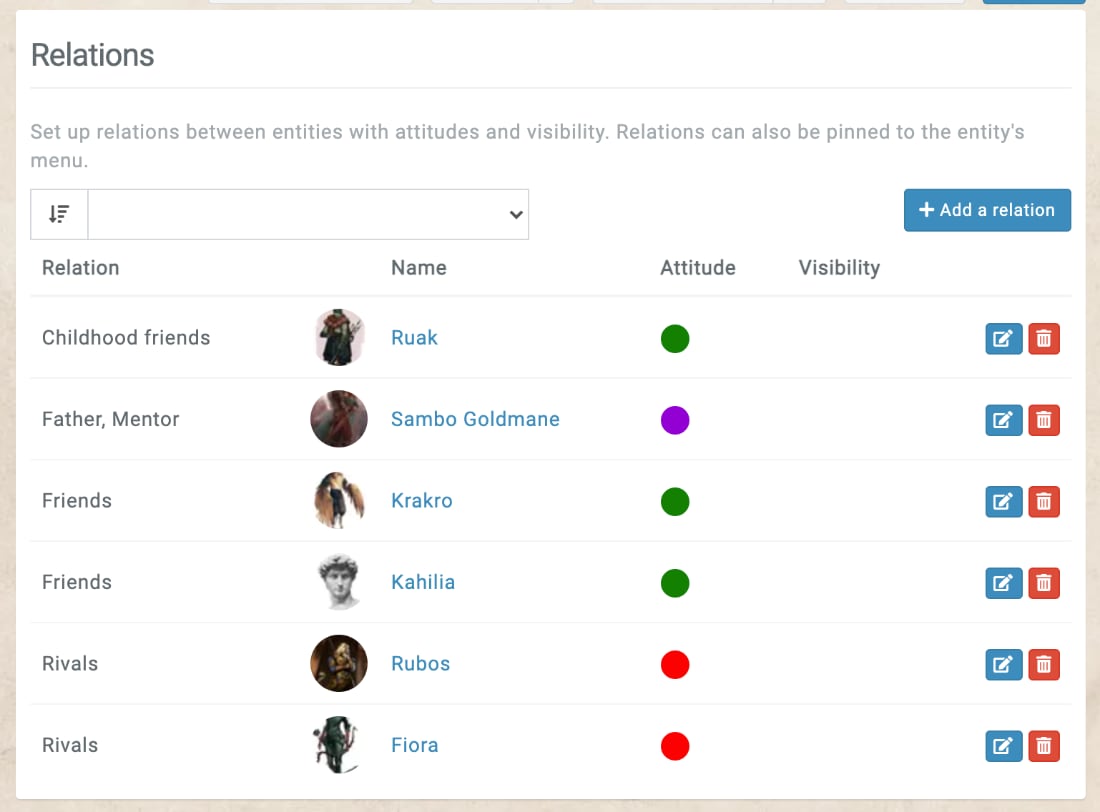 Relations
Set up relations between entities with attitudes and visibility. Relations can also be pinned to the entity's
menu.
Add a relation
Relation Name Attitude Visibility
Childhood friends Ruak
Father, Mentor Sambo Goldmane
Friends Krakro
Friends Kahilia
Rivals Rubos
Rivals Fiora